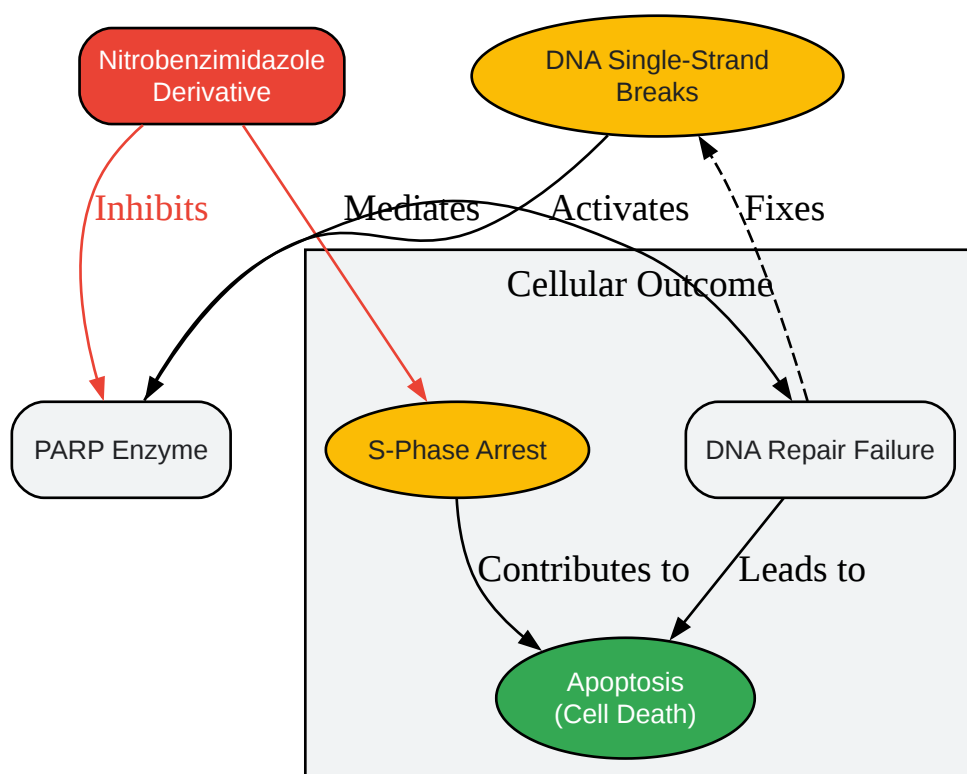 Nitrobenzimidazole
Derivative
DNA Single-Strand
Breaks
Inhibits
Mediates
Activates
Fixes
Cellular Outcome
PARP Enzyme
S-Phase Arrest
DNA Repair Failure
Contributes to
Leads to
Apoptosis
(Cell Death)